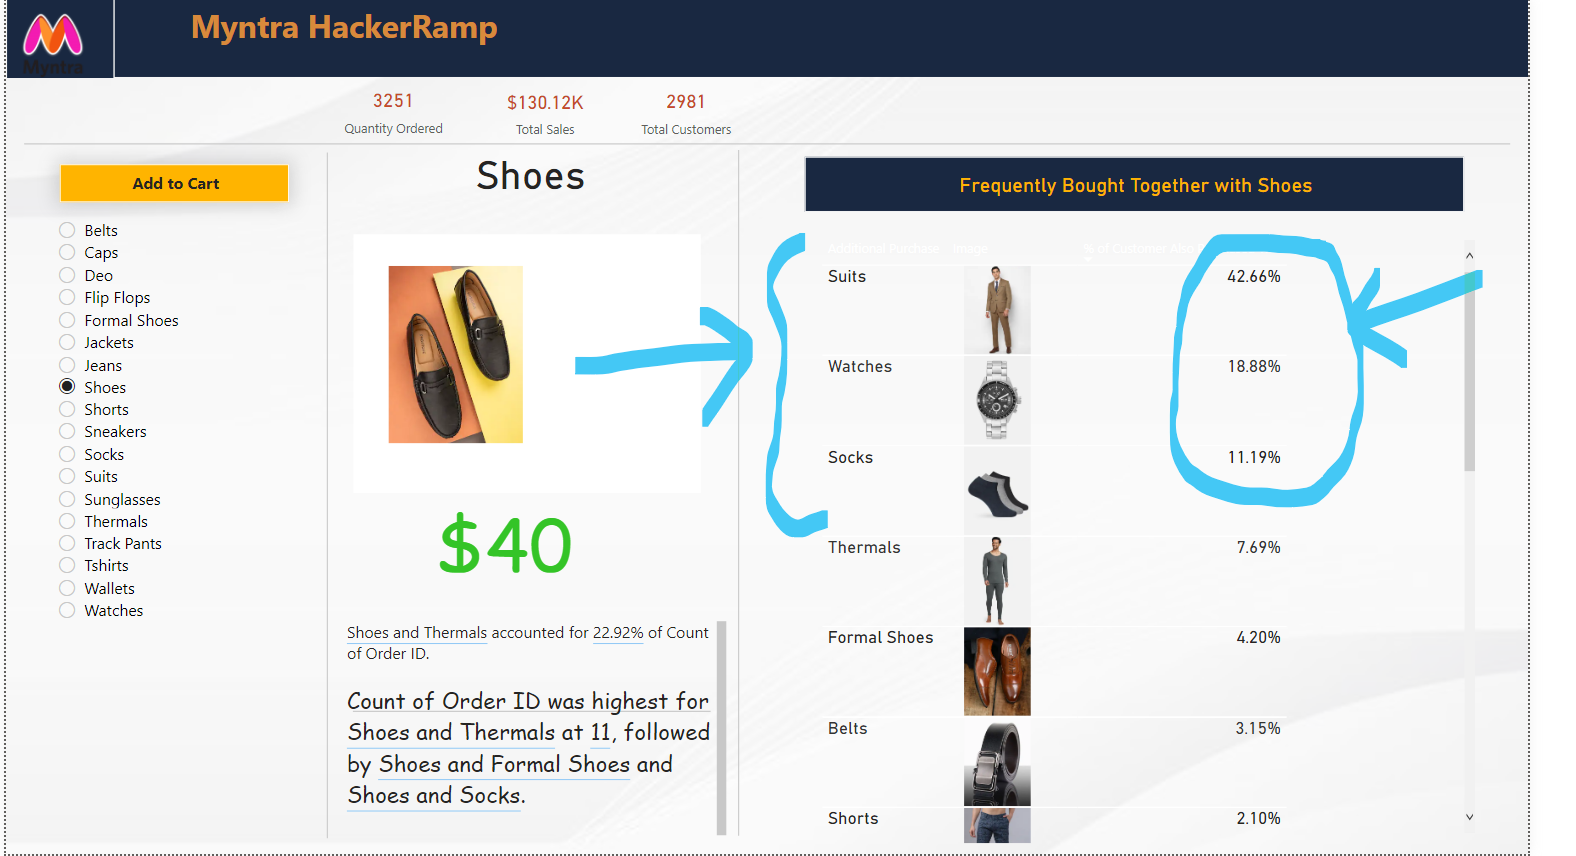 Myntra
Myntra HackerRamp
3251
Quantity Ordered
$130.12K
Total Sales
2981
Total Customers
Add to Cart
Belts
Caps
Deo
Flip Flops
Formal Shoes
Jackets
Jeans
Shoes
Shorts
Sneakers
Socks
Suits
Sunglasses
Thermals
Track Pants
Tshirts
Wallets
Watches
Shoes
$40
Shoes and Thermals accounted for 22.92% of Count
of Order ID.
Count of Order ID was highest for
Shoes and Thermals at 11, followed
by Shoes and Formal Shoes and
Shoes and Socks.
Frequently Bought Together with Shoes
Additional Purchase Image % of Customer Also
Suits 42.66%
Watches 18.88%
Socks 11.19%
Thermals 7.69%
Formal Shoes 4.20%
Belts 3.15%
Shorts 2.10%